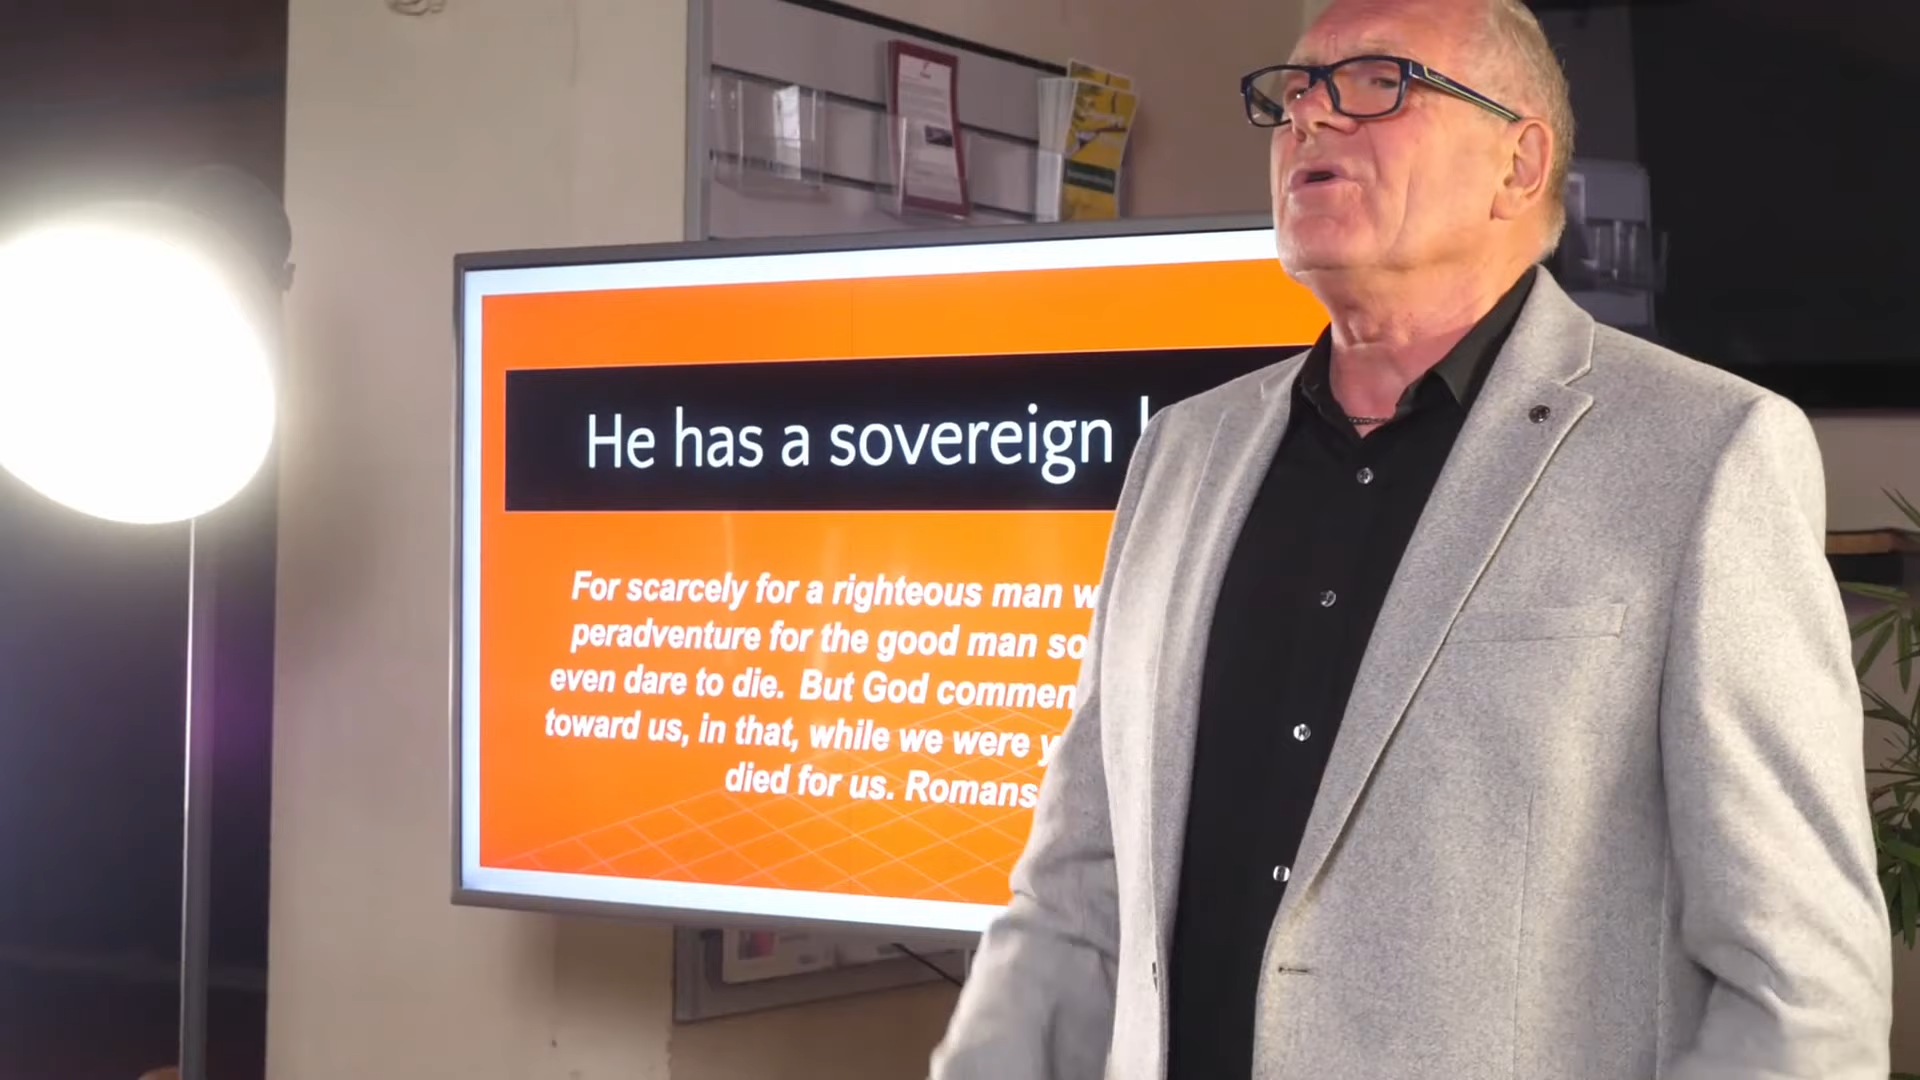 He has a sovereign
For scarcely for a righteous man
peradventure for the good man so
even dare to die. But God commen
toward us, in that, while we were y
died for us. Romans